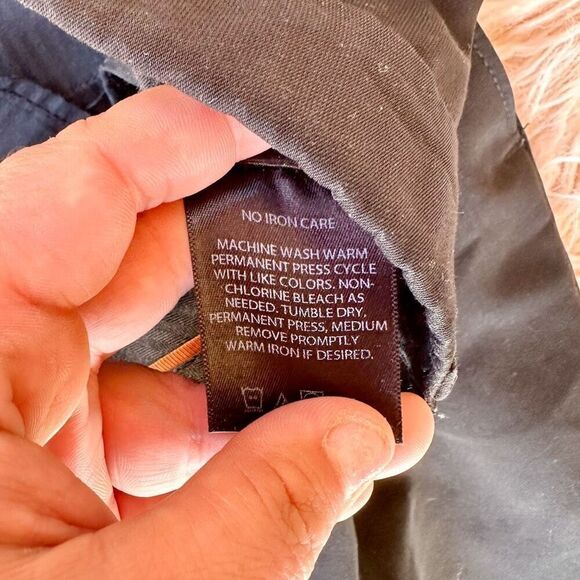 NO IRON CARE
MACHINE WASH WARM
PERMANENT PRESS CYCLE
WITH LIKE COLORS. NON-
CHLORINE BLEACH AS
NEEDED. TUMBLE DRY,
PERMANENT PRESS, MEDIUM
REMOVE PROMPTLY
WARM IRON IF DESIRED.